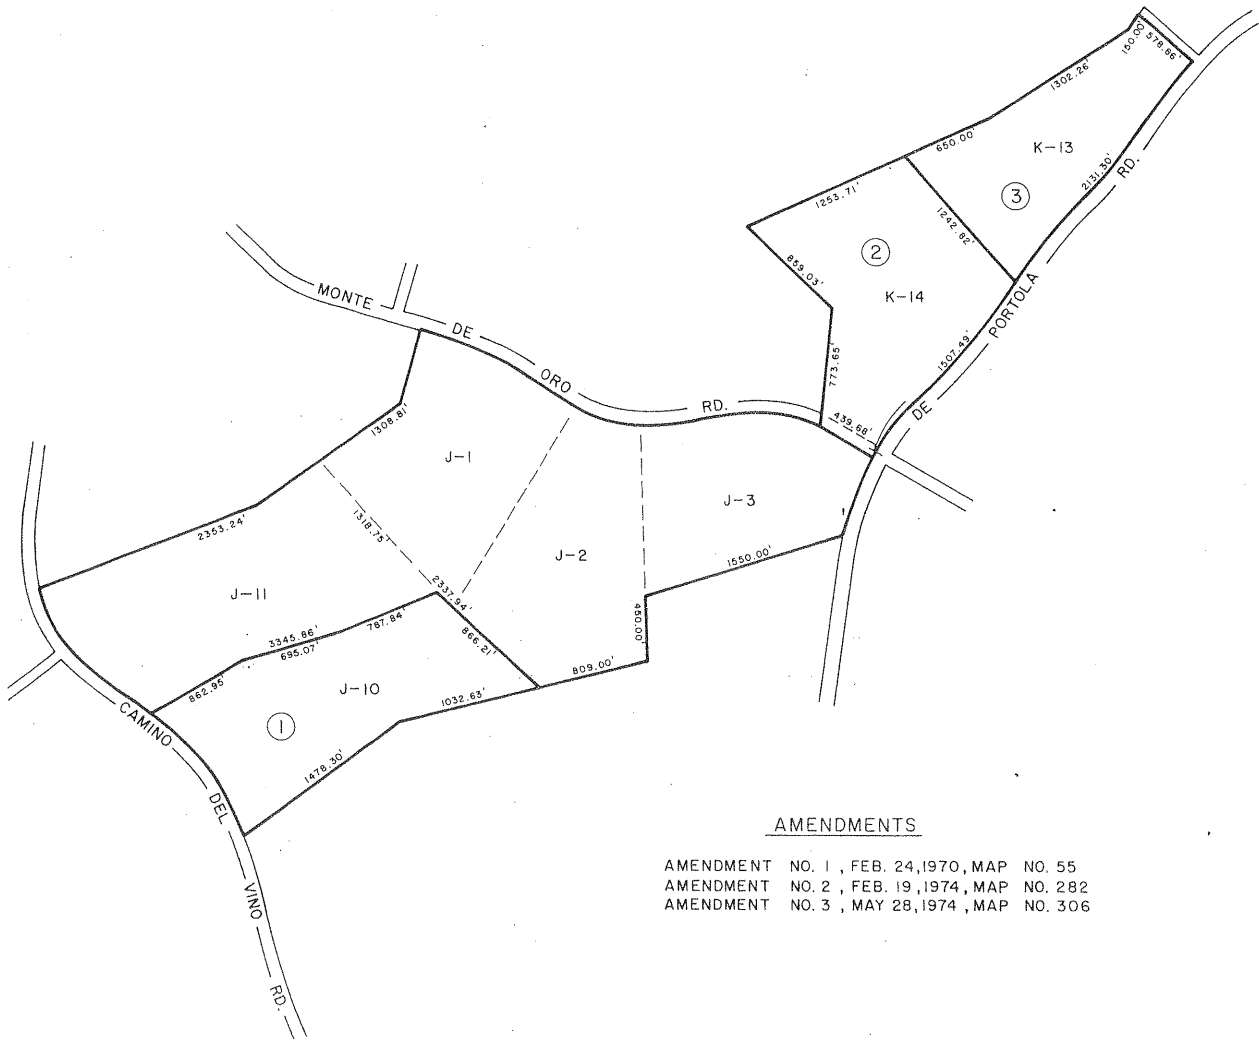 150.00'
578.86'
1302.26'
650.00'
K-13
2131.30'
RD.
3
1253.71'
1242.82'
2
859.03'
K-14
PORTOLA
MONTE
DE
ORO
RD.
773.65'
1507.49'
439.68'
DE
1308.81'
J-1
J-3
2353.24'
1318.75'
J-2
1550.00'
J-11
2337.94'
787.84'
866.21'
450.00'
3345.86'
695.07'
809.00'
862.95'
J-10
1032.63'
1
1478.30'
CAMINO
DEL
VINO
RD.
AMENDMENTS
AMENDMENT NO. 1 , FEB. 24,1970, MAP NO. 55
AMENDMENT NO. 2 , FEB. 19,1974, MAP NO. 282
AMENDMENT NO. 3 , MAY 28,1974 , MAP NO. 306